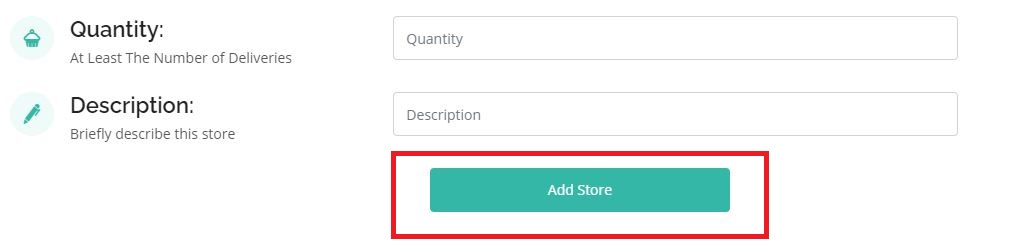 Quantity:
Quantity
At Least The Number of Deliveries
Description:
Description
Briefly describe this store
Add Store